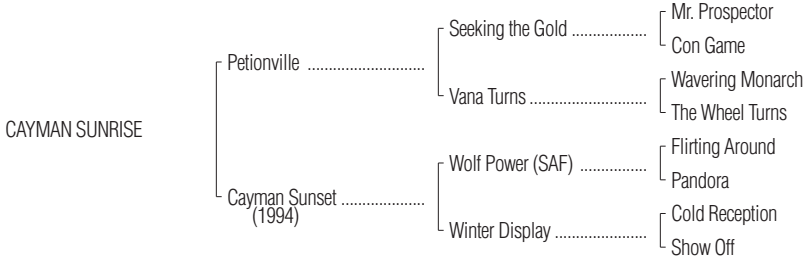 Mr. Prospector
Seeking the Gold ...................
Con Game
Petionville ............................
Wavering Monarch
Vana Turns ............................
The Wheel Turns
CAYMAN SUNRISE
Flirting Around
Wolf Power (SAF) ................
Pandora
Cayman Sunset ....................
(1994)
Cold Reception
Winter Display ......................
Show Off